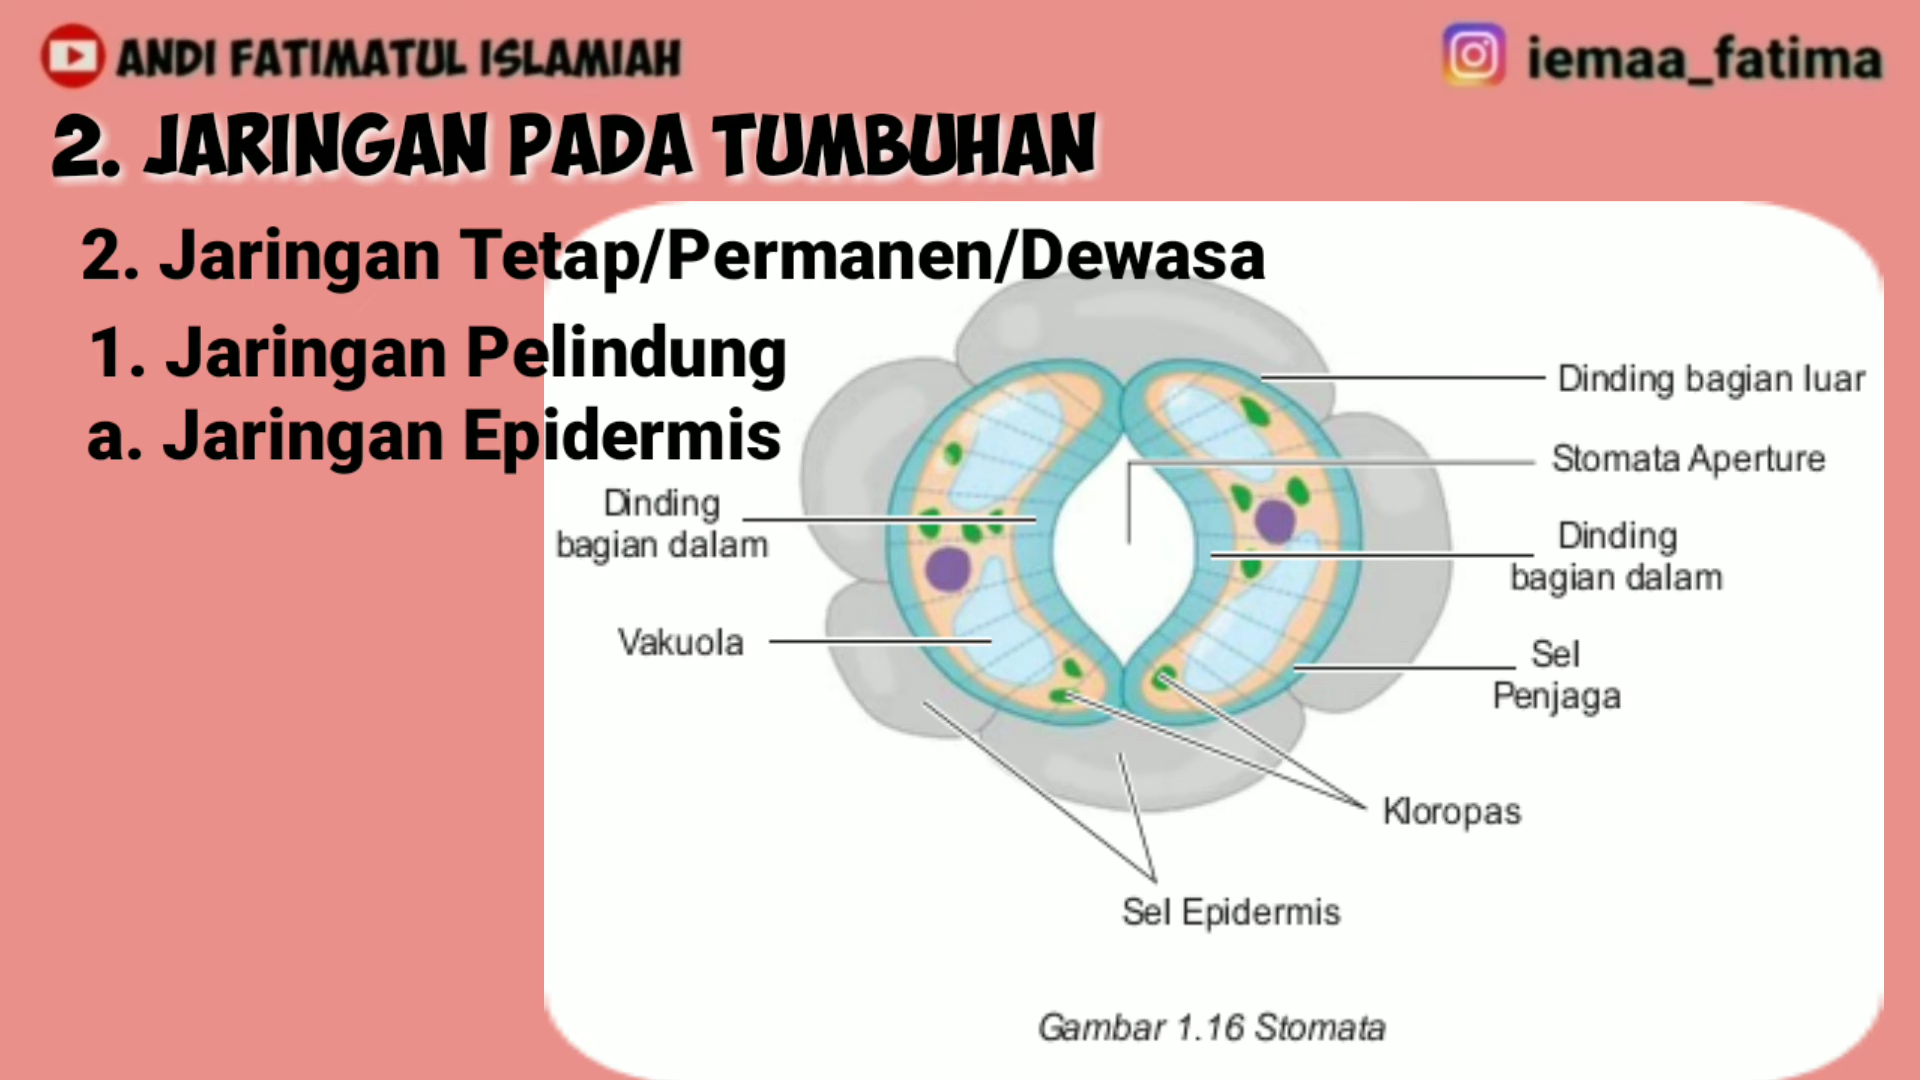 ANDI FATIMATUL ISLAMIAH
iemaa_fatima
2. JARINGAN PADA TUMBUHAN
2. Jaringan Tetap/Permanen/Dewasa
1. Jaringan Pelindung
a. Jaringan Epidermis
Dinding
bagian dalam
Vakuola
Dinding bagian luar
Stomata Aperture
Dinding
bagian dalam
Sel
Penjaga
Kloropas
Sel Epidermis
Gambar 1.16 Stomata